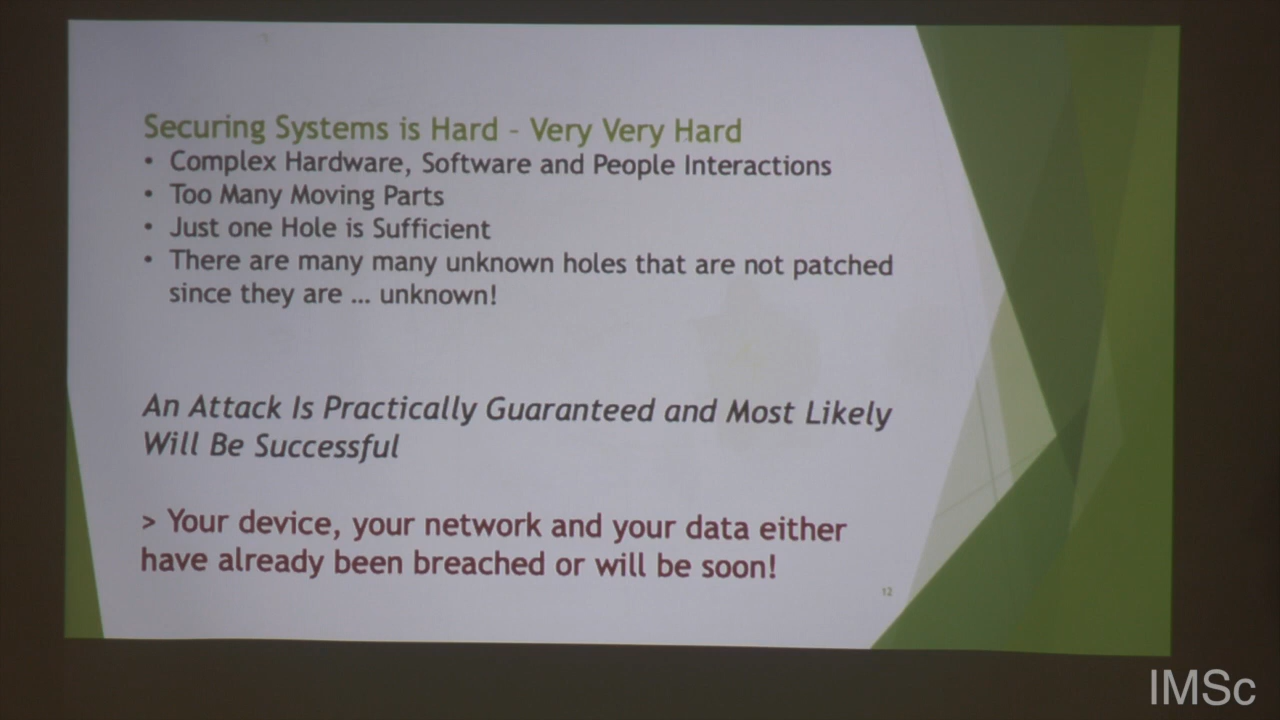 Securing Systems is Hard – Very Very Hard
• Complex Hardware, Software and People Interactions
• Too Many Moving Parts
• Just one Hole is Sufficient
• There are many many unknown holes that are not patched
since they are ... unknown!
An Attack Is Practically Guaranteed and Most Likely
Will Be Successful
> Your device, your network and your data either
have already been breached or will be soon!
12
IMSc